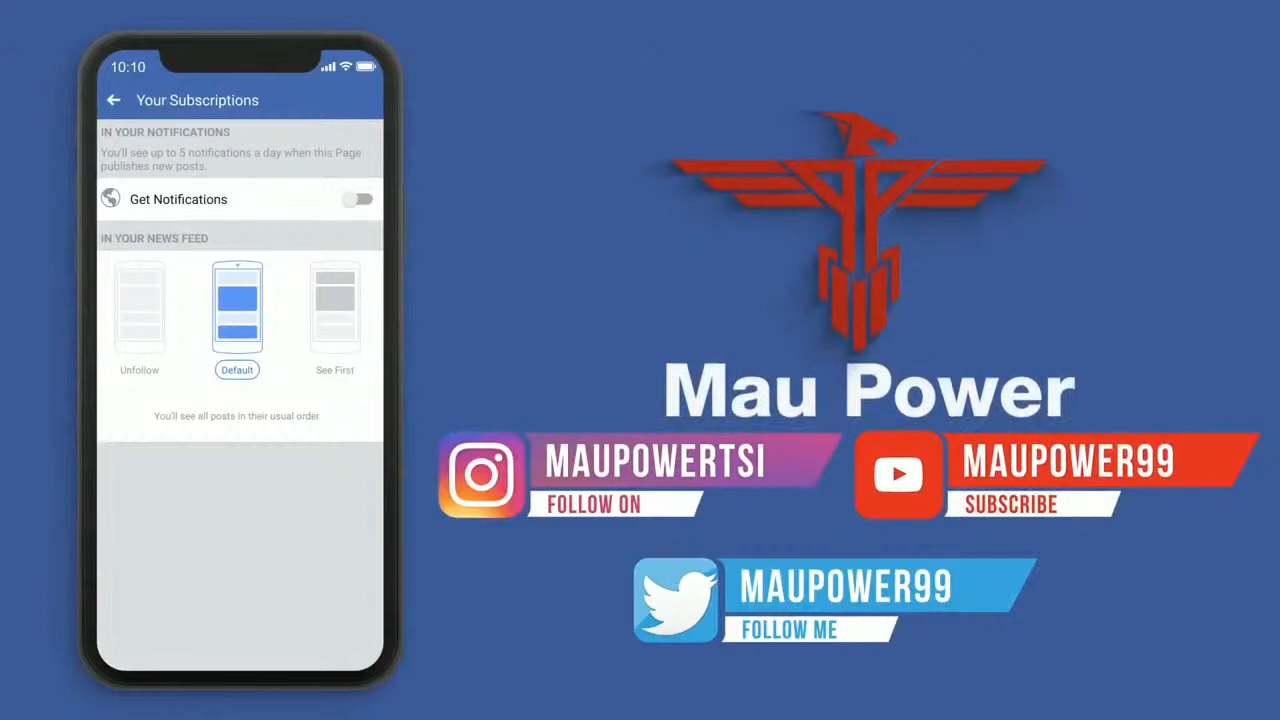 10:10
Your Subscriptions
IN YOUR NOTIFICATIONS
You'll see up to 5 notifications a day when this Page
publishes new posts.
Get Notifications
IN YOUR NEWS FEED
Unfollow
Default
See First
You'll see all posts in their usual order.
Mau Power
MAUPOWERTSI
FOLLOW ON
MAUPOWER99
SUBSCRIBE
MAUPOWER99
FOLLOW ME